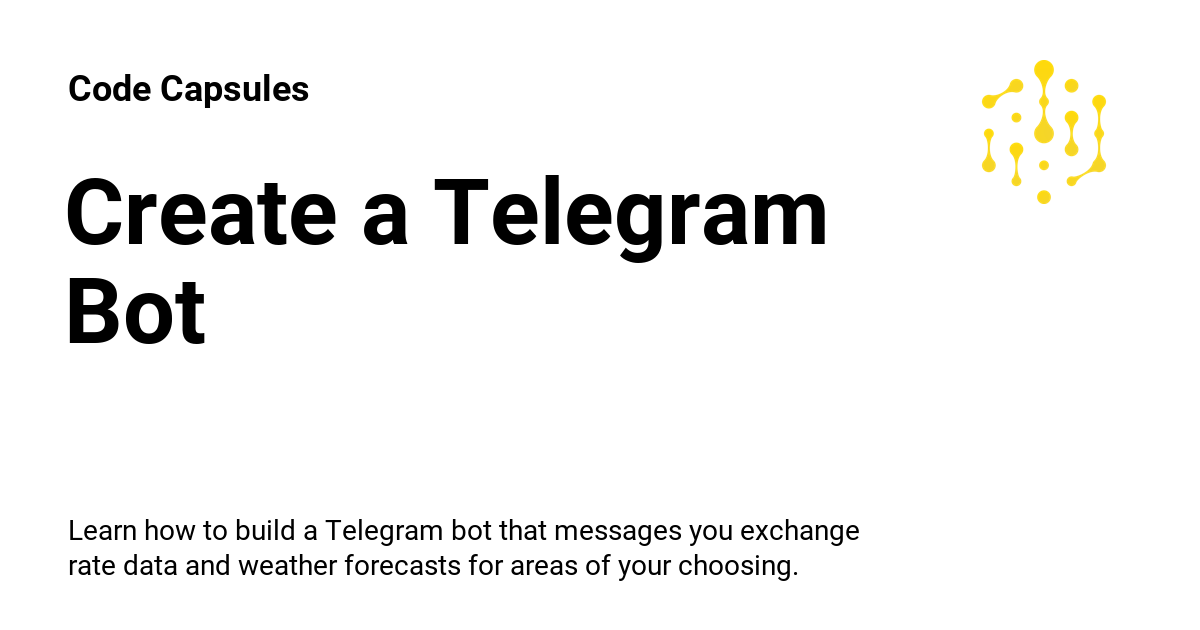 Code Capsules
Create a Telegram
Bot
Learn how to build a Telegram bot that messages you exchange
rate data and weather forecasts for areas of your choosing.